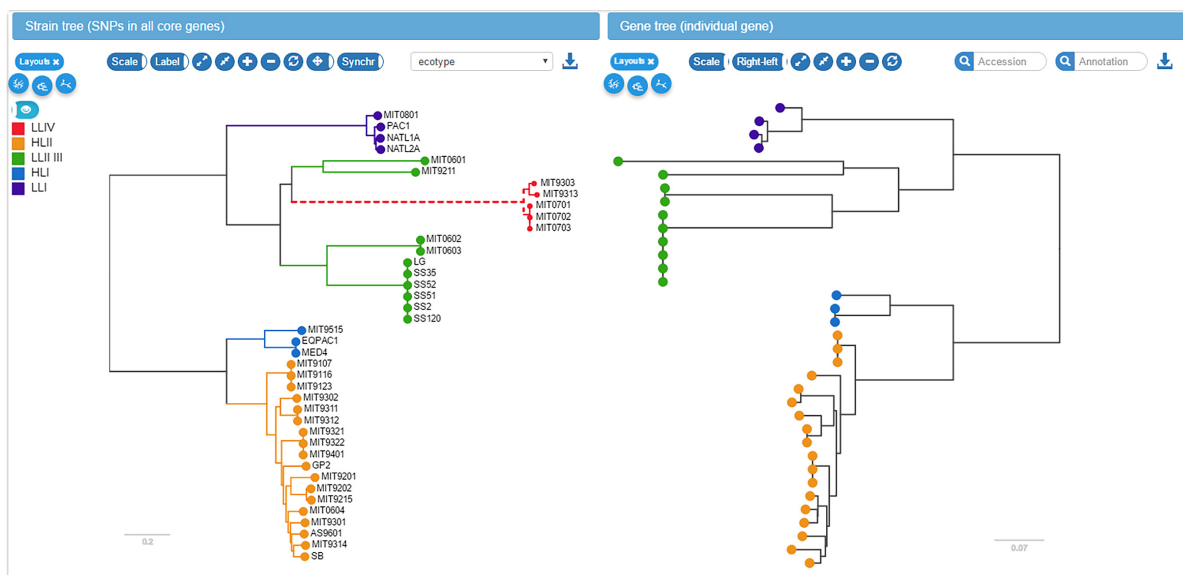 Strain tree (SNPs in all core genes)
Gene tree (individual gene)
Layouts ×
Scale
Label
Synchr
ecotype
Layouts ×
Scale
Right-left
Accession
Annotation
LLIV
HLII
LLII III
HLI
LLI
MIT0801
PAC1
NATL1A
NATL2A
MIT0601
MIT9211
MIT9303
MIT9313
MIT0701
MIT0702
MIT0703
MIT0602
MIT0603
LG
SS35
SS52
SS51
SS2
SS120
MIT9515
EQPAC1
MED4
MIT9107
MIT9116
MIT9123
MIT9302
MIT9311
MIT9312
MIT9321
MIT9322
MIT9401
GP2
MIT9201
MIT9202
MIT9215
MIT0604
MIT9301
AS9601
MIT9314
SB
0.2
0.07